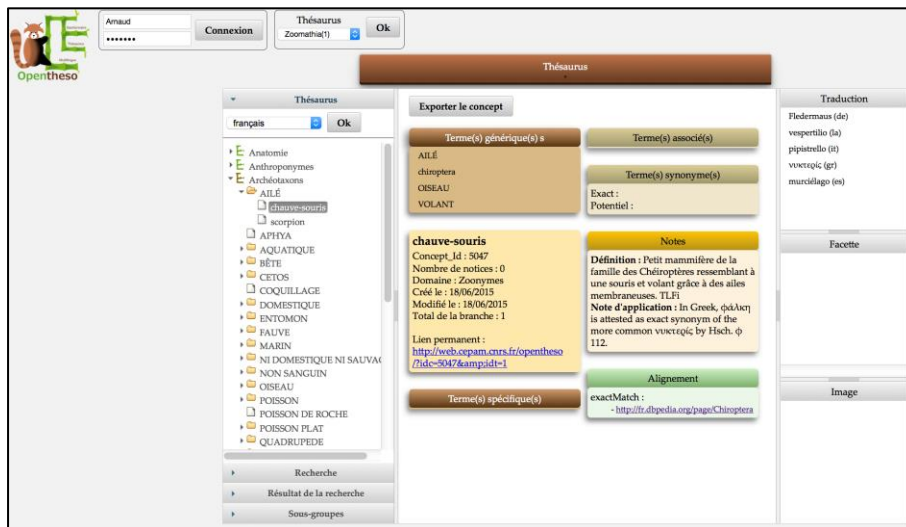 Opentheso
Arnaud
•••••••
Connexion
Thésaurus
Zoomathia(1)
Ok
Thésaurus
Thésaurus
français
Ok
Anatomie
Anthroponymes
Archéotaxons
AILÉ
chauve-souris
scorpion
APHYA
AQUATIQUE
BÊTE
CETOS
COQUILLAGE
DOMESTIQUE
ENTOMON
FAUVE
MARIN
NI DOMESTIQUE NI SAUVAG
NON SANGUIN
OISEAU
POISSON
POISSON DE ROCHE
POISSON PLAT
QUADRUPEDE
Recherche
Résultat de la recherche
Sous-groupes
Exporter le concept
Terme(s) générique(s) s
AILÉ
chiroptera
OISEAU
VOLANT
chauve-souris
Concept_Id : 5047
Nombre de notices : 0
Domaine : Zoonymes
Créé le : 18/06/2015
Modifié le : 18/06/2015
Total de la branche : 1
Lien permanent :
http://web.cepam.cnrs.fr/opentheso
/?idc=5047&amp;idt=1
Terme(s) spécifique(s)
Terme(s) associé(s)
Terme(s) synonyme(s)
Exact :
Potentiel :
Notes
Définition : Petit mammifère de la
famille des Chéiroptères ressemblant à
une souris et volant grâce à des ailes
membraneuses. TLFi
Note d'application : In Greek, φάλκη
is attested as exact synonym of the
more common νυκτερίς by Hsch. φ
112.
Alignement
exactMatch :
- http://fr.dbpedia.org/page/Chiroptera
Traduction
Fledermaus (de)
vespertilio (la)
pipistrello (it)
νυκτερίς (gr)
murciélago (es)
Facette
Image